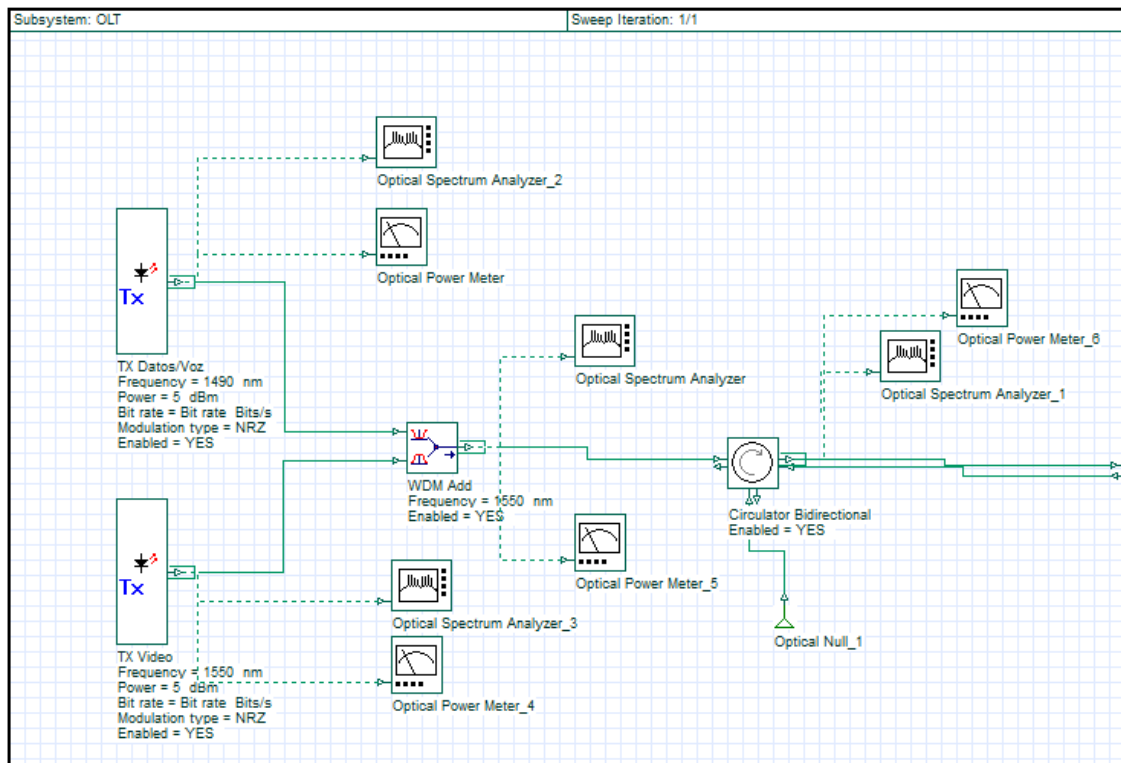 Subsystem: OLT
Sweep Iteration: 1/1
Optical Spectrum Analyzer_2
Optical Power Meter
Tx
TX Datos/Voz
Frequency = 1490 nm
Power = 5 dBm
Bit rate = Bit rate Bits/s
Modulation type = NRZ
Enabled = YES
Optical Spectrum Analyzer
Optical Power Meter_6
Optical Spectrum Analyzer_1
WDM Add
Frequency = 1550 nm
Enabled = YES
Circulator Bidirectional
Enabled = YES
Optical Power Meter_5
Optical Null_1
Tx
TX Video
Frequency = 1550 nm
Power = 5 dBm
Bit rate = Bit rate Bits/s
Modulation type = NRZ
Enabled = YES
Optical Spectrum Analyzer_3
Optical Power Meter_4